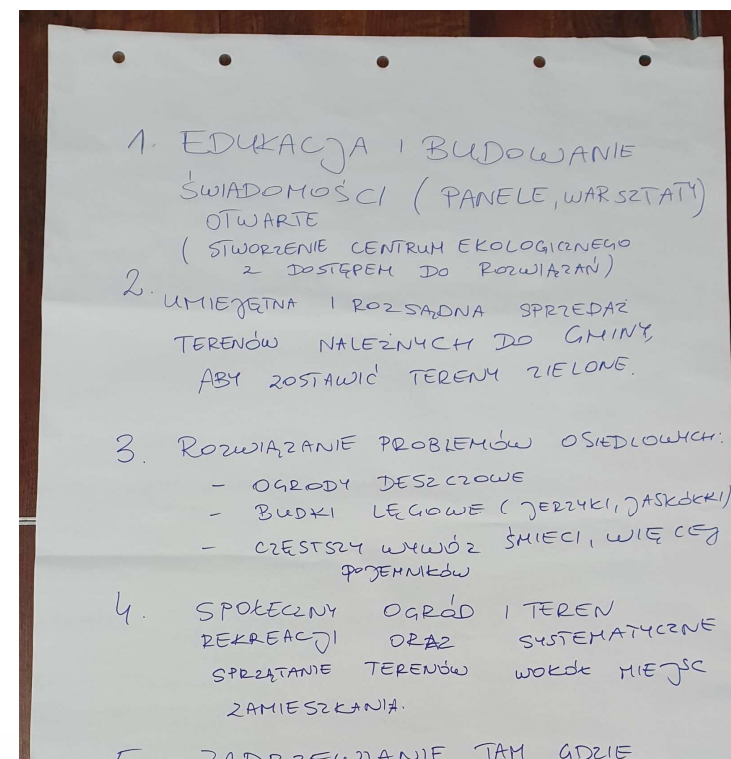 1. EDUKACJA I BUDOWANIE
ŚWIADOMOŚCI ( PANELE, WARSZTATY)
OTWARTE
( STWORZENIE CENTRUM EKOLOGICZNEGO
Z DOSTĘPEM DO ROZWIĄZAŃ)
2. UMIEJĘTNA I ROZSĄDNA SPRZEDAŻ
TERENÓW NALEŻNYCH DO GMINY,
ABY ZOSTAWIĆ TERENY ZIELONE.
3. ROZWIĄZANIE PROBLEMÓW OSIEDLOWYCH:
- OGRODY DESZCZOWE
- BUDKI LĘGOWE ( JERZYKI, JASKÓŁKI)
- CZĘSTSZY WYWÓZ ŚMIECI, WIĘCEJ
POJEMNIKÓW
4. SPOŁECZNY OGRÓD I TEREN
REKREACJI ORAZ SYSTEMATYCZNE
SPRZĄTANIE TERENÓW WOKÓŁ MIEJSC
ZAMIESZKANIA.
5. ZADRZEWIANIE TAM GDZIE